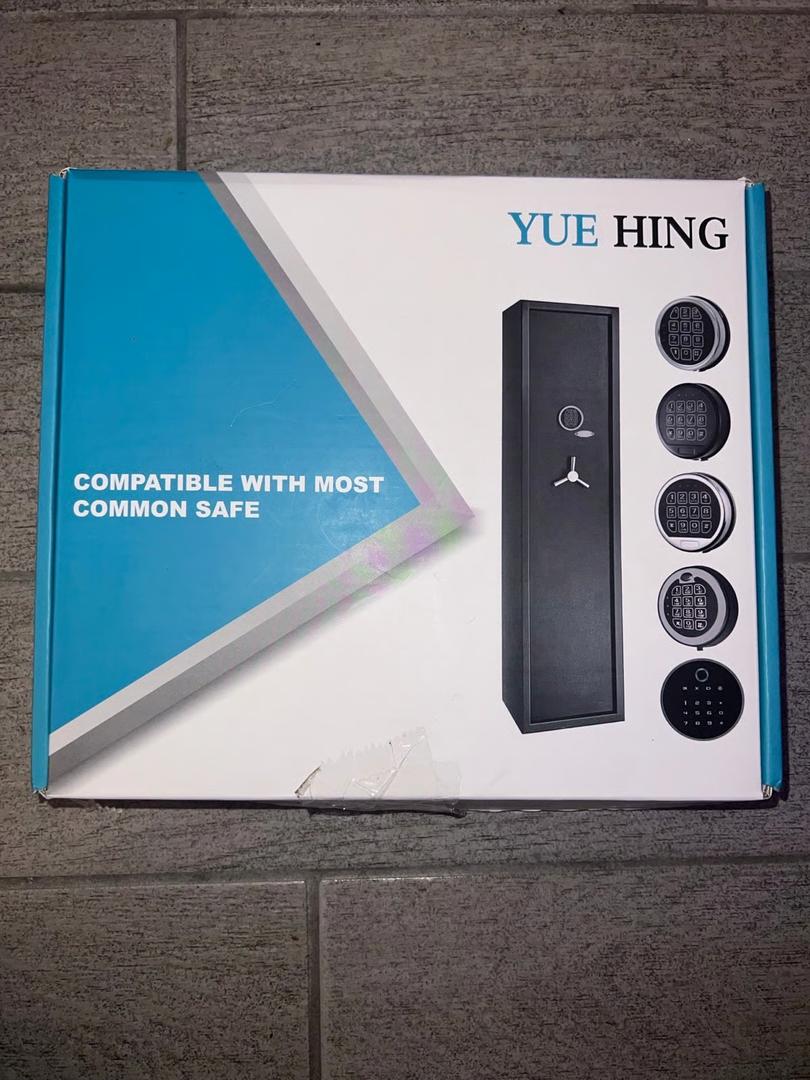 YUE HING
COMPATIBLE WITH MOST
COMMON SAFE